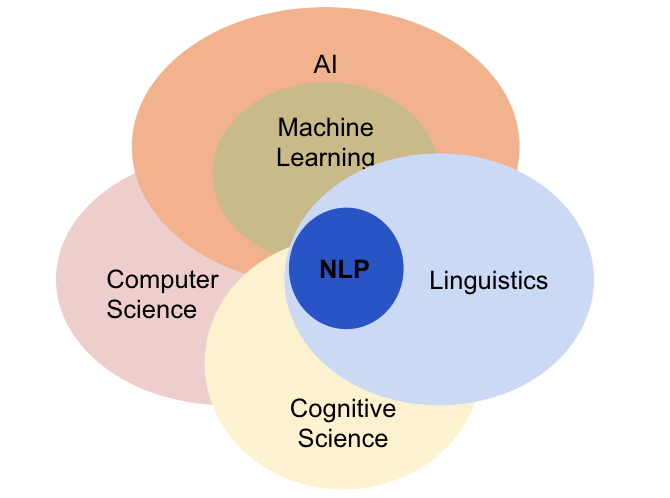 AI
Machine
Learning
NLP
Computer
Science
Linguistics
Cognitive
Science